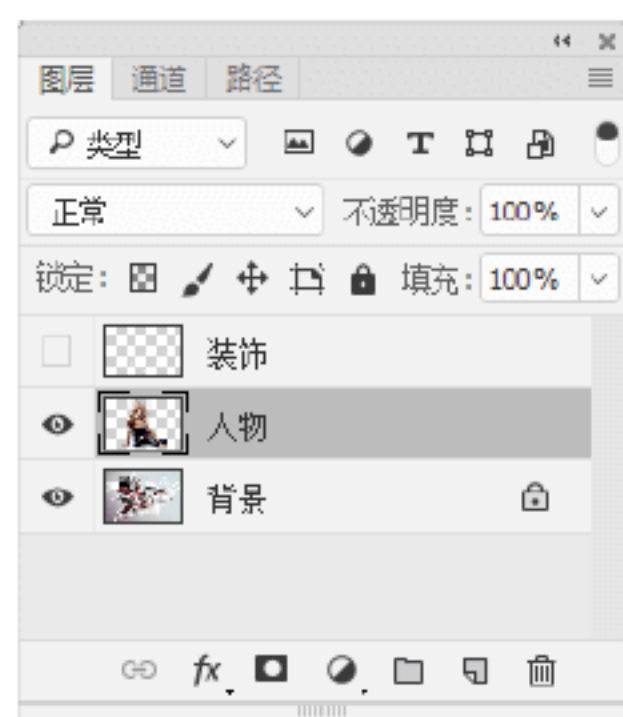 图层 通道 路径
类型
正常 不透明度: 100%
锁定: 填充: 100%
装饰
人物
背景
fx